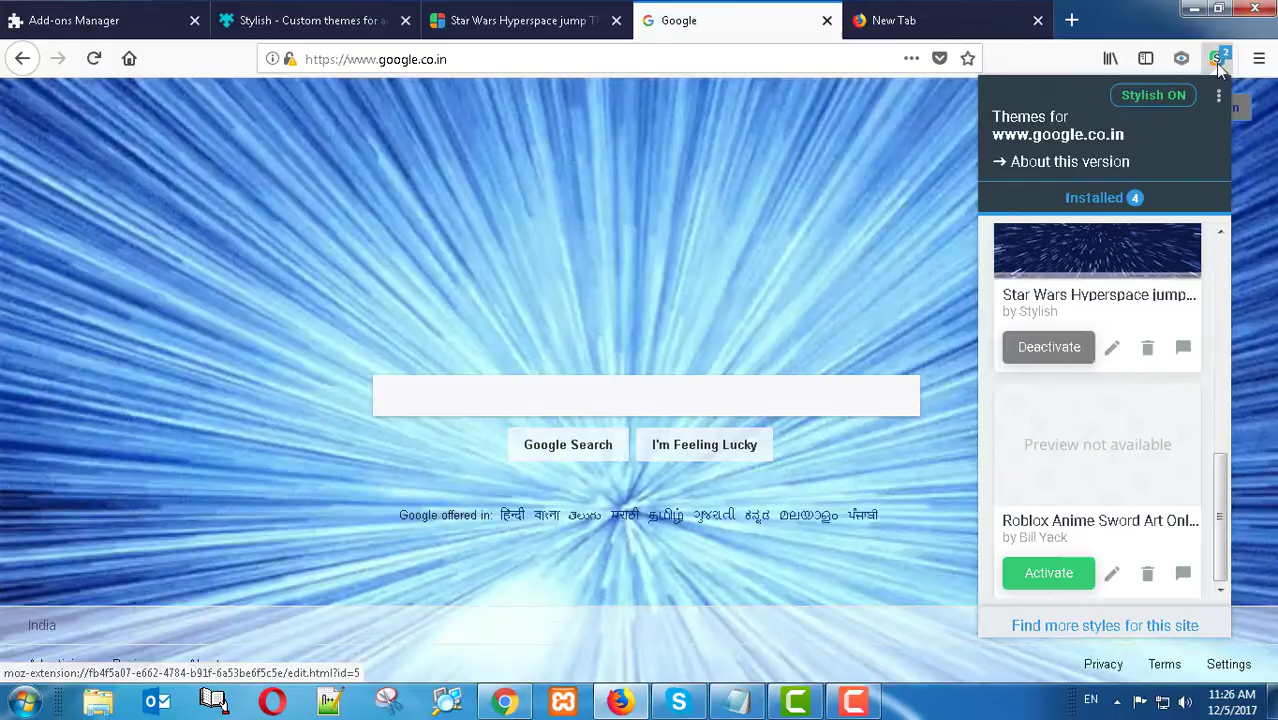 Add-ons Manager
Stylish - Custom themes for a
Star Wars Hyperspace jump T
Google
New Tab
https://www.google.co.in
2
Stylish ON
Themes for
www.google.co.in
→ About this version
Installed 4
Star Wars Hyperspace jump...
by Stylish
Deactivate
Preview not available
Google Search
I'm Feeling Lucky
Google offered in: हिन्दी বাংলা తెలుగు मराठी தமிழ் ગુજરાતી ಕನ್ನಡ മലയാളം ਪੰਜਾਬੀ
Roblox Anime Sword Art Onl...
by Bill Yack
Activate
India
Find more styles for this site
moz-extension://fb4f5a07-e662-4784-b91f-6a53be6f5c5e/edit.html?id=5
Privacy
Terms
Settings
EN
11:26 AM
12/5/2017